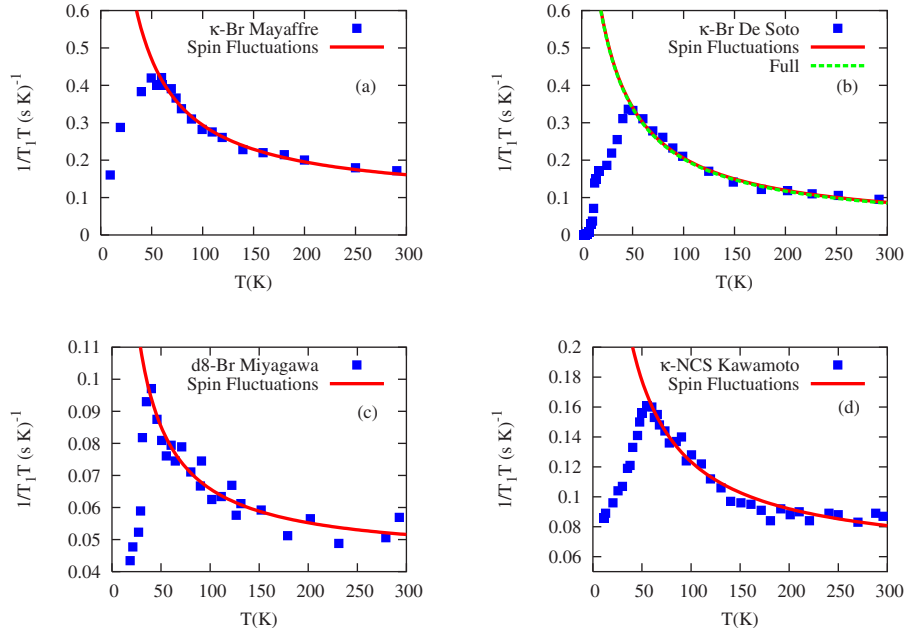 κ-Br Mayaffre
Spin Fluctuations
(a)
0.6
0.5
0.4
0.3
0.2
0.1
0
1/T₁T (s K)⁻¹
0 50 100 150 200 250 300
T(K)
κ-Br De Soto
Spin Fluctuations
Full
(b)
0.6
0.5
0.4
0.3
0.2
0.1
0
1/T₁T (s K)⁻¹
0 50 100 150 200 250 300
T(K)
d8-Br Miyagawa
Spin Fluctuations
(c)
0.11
0.1
0.09
0.08
0.07
0.06
0.05
0.04
1/T₁T (s K)⁻¹
0 50 100 150 200 250 300
T(K)
κ-NCS Kawamoto
Spin Fluctuations
(d)
0.2
0.18
0.16
0.14
0.12
0.1
0.08
0.06
1/T₁T (s K)⁻¹
0 50 100 150 200 250 300
T(K)